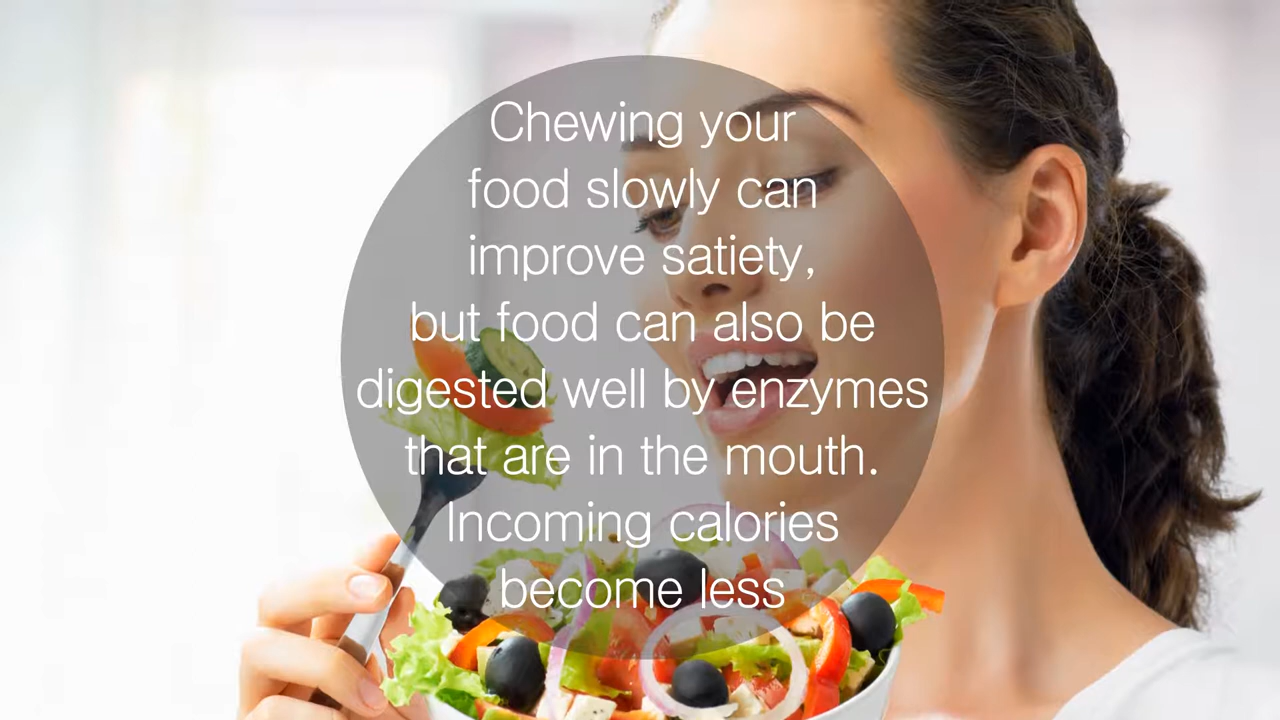 Chewing your
food slowly can
improve satiety,
but food can also be
digested well by enzymes
that are in the mouth.
Incoming calories
become less